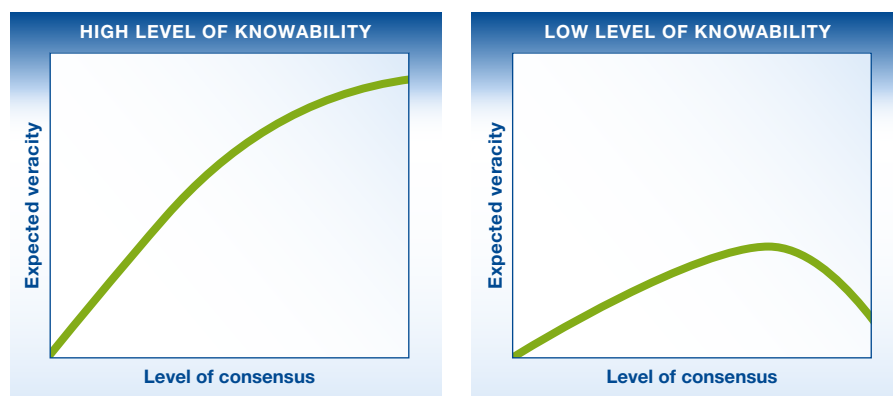 HIGH LEVEL OF KNOWABILITY
Expected veracity
Level of consensus
LOW LEVEL OF KNOWABILITY
Expected veracity
Level of consensus